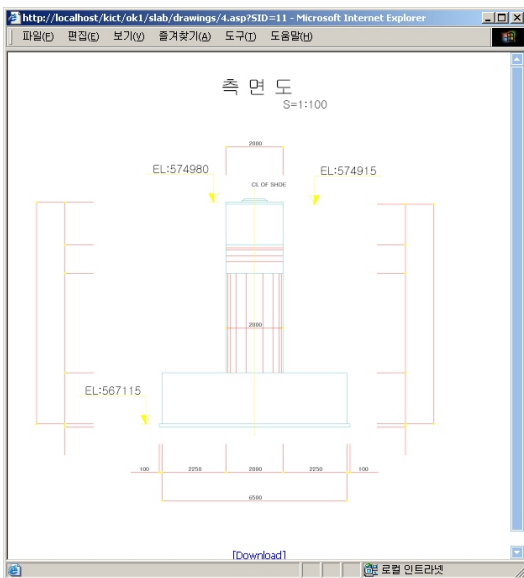 http://localhost/kict/ok1/slab/drawings/4.asp?SID=11 - Microsoft Internet Explorer
파일(F) 편집(E) 보기(V) 즐겨찾기(A) 도구(T) 도움말(H)
측 면 도
S=1:100
2000
EL:574980
EL:574915
CL OF SHOE
2000
EL:567115
100 2250 2000 2250 100
6500
[Download]
로컬 인트라넷